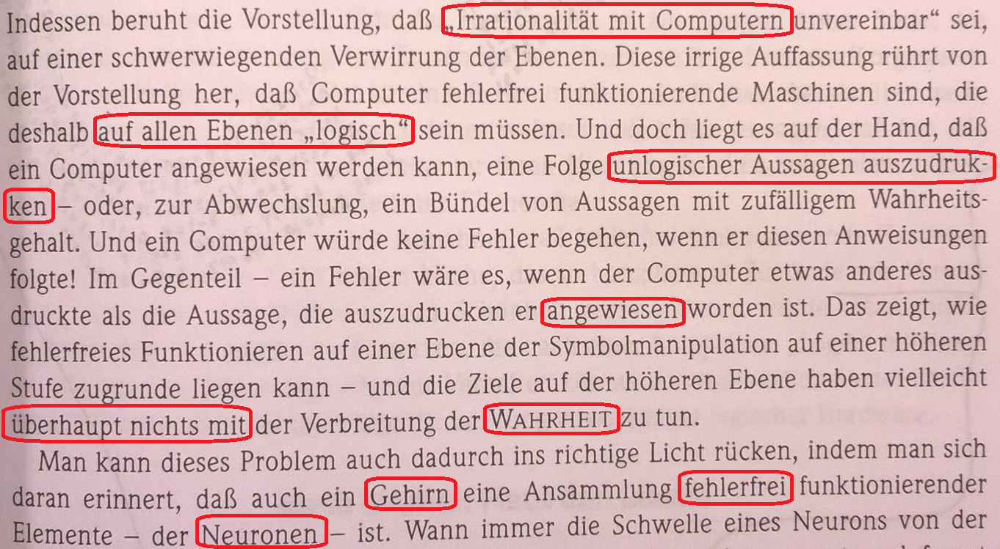 Indessen beruht die Vorstellung, daß „Irrationalität mit Computern unvereinbar“ sei,
auf einer schwerwiegenden Verwirrung der Ebenen. Diese irrige Auffassung rührt von
der Vorstellung her, daß Computer fehlerfrei funktionierende Maschinen sind, die
deshalb auf allen Ebenen „logisch“ sein müssen. Und doch liegt es auf der Hand, daß
ein Computer angewiesen werden kann, eine Folge unlogischer Aussagen auszudruk-
ken – oder, zur Abwechslung, ein Bündel von Aussagen mit zufälligem Wahrheits-
gehalt. Und ein Computer würde keine Fehler begehen, wenn er diesen Anweisungen
folgte! Im Gegenteil – ein Fehler wäre es, wenn der Computer etwas anderes aus-
druckte als die Aussage, die auszudrucken er angewiesen worden ist. Das zeigt, wie
fehlerfreies Funktionieren auf einer Ebene der Symbolmanipulation auf einer höheren
Stufe zugrunde liegen kann – und die Ziele auf der höheren Ebene haben vielleicht
überhaupt nichts mit der Verbreitung der WAHRHEIT zu tun.
Man kann dieses Problem auch dadurch ins richtige Licht rücken, indem man sich
daran erinnert, daß auch ein Gehirn eine Ansammlung fehlerfrei funktionierender
Elemente – der Neuronen – ist. Wann immer die Schwelle eines Neurons von der